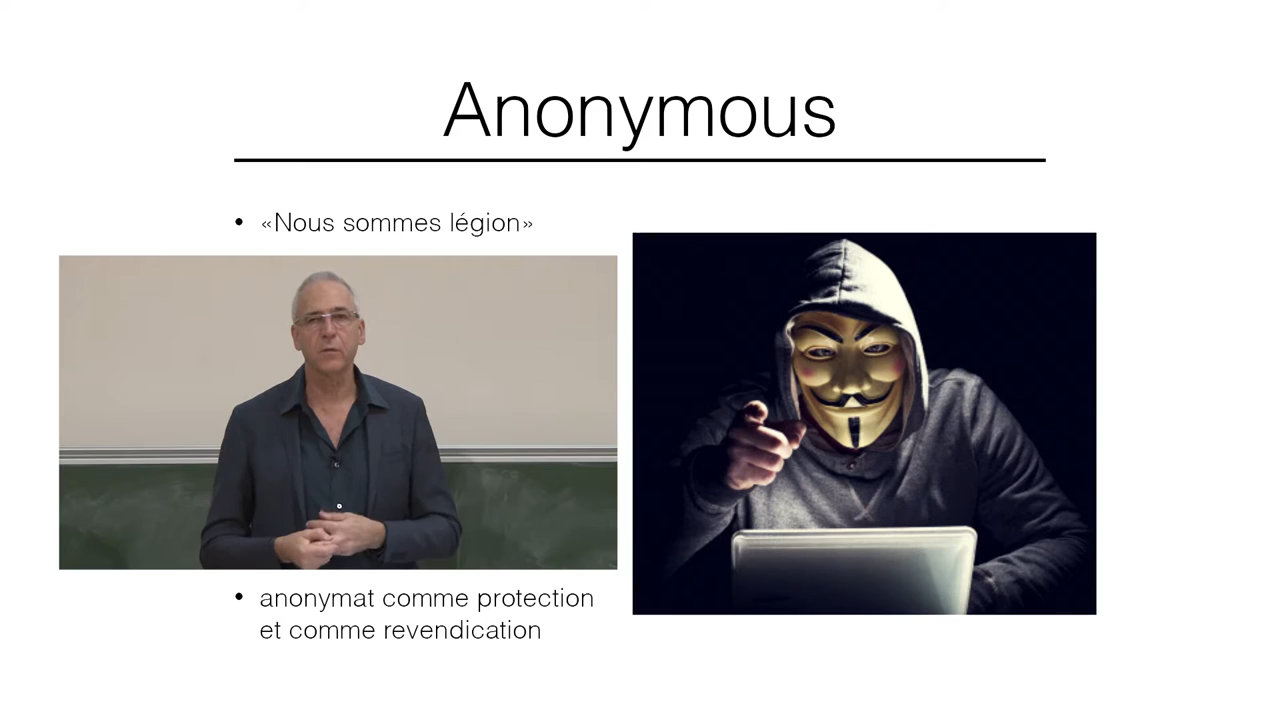 Anonymous
• «Nous sommes légion»
• anonymat comme protection
et comme revendication